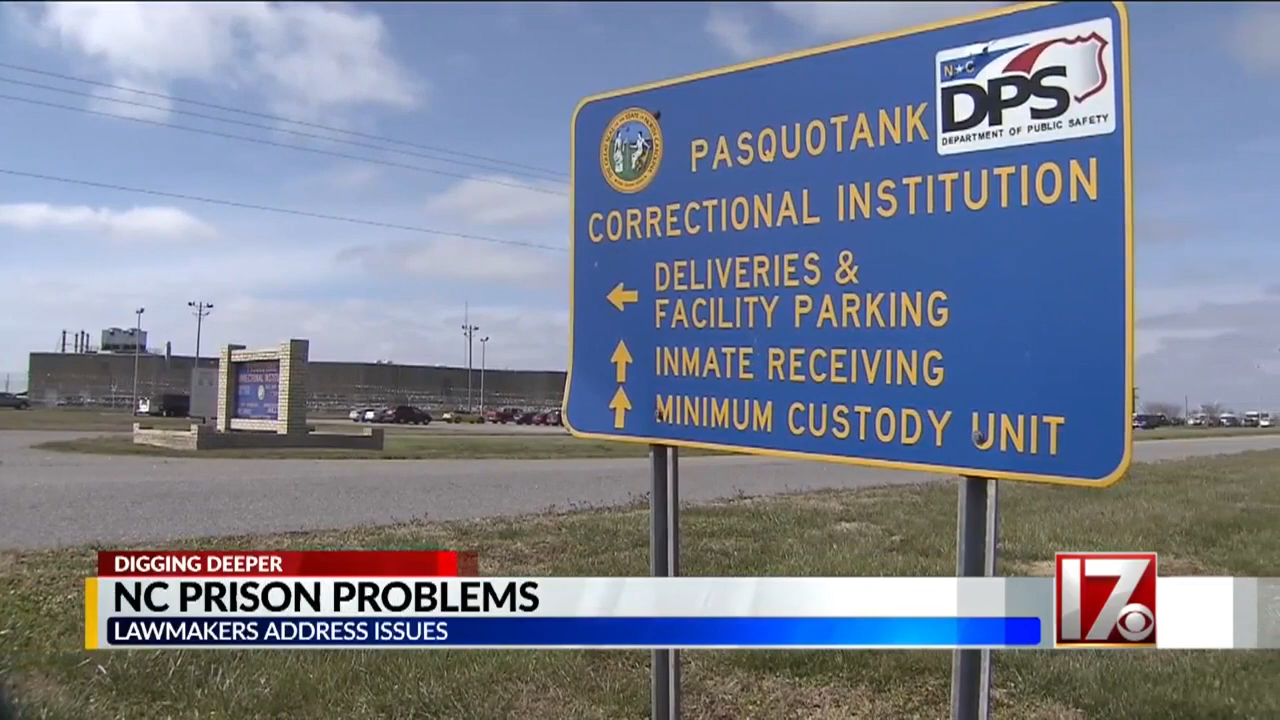 N★C
DPS
DEPARTMENT OF PUBLIC SAFETY
PASQUOTANK
CORRECTIONAL INSTITUTION
DELIVERIES &
FACILITY PARKING
INMATE RECEIVING
MINIMUM CUSTODY UNIT
DIGGING DEEPER
NC PRISON PROBLEMS
LAWMAKERS ADDRESS ISSUES
17